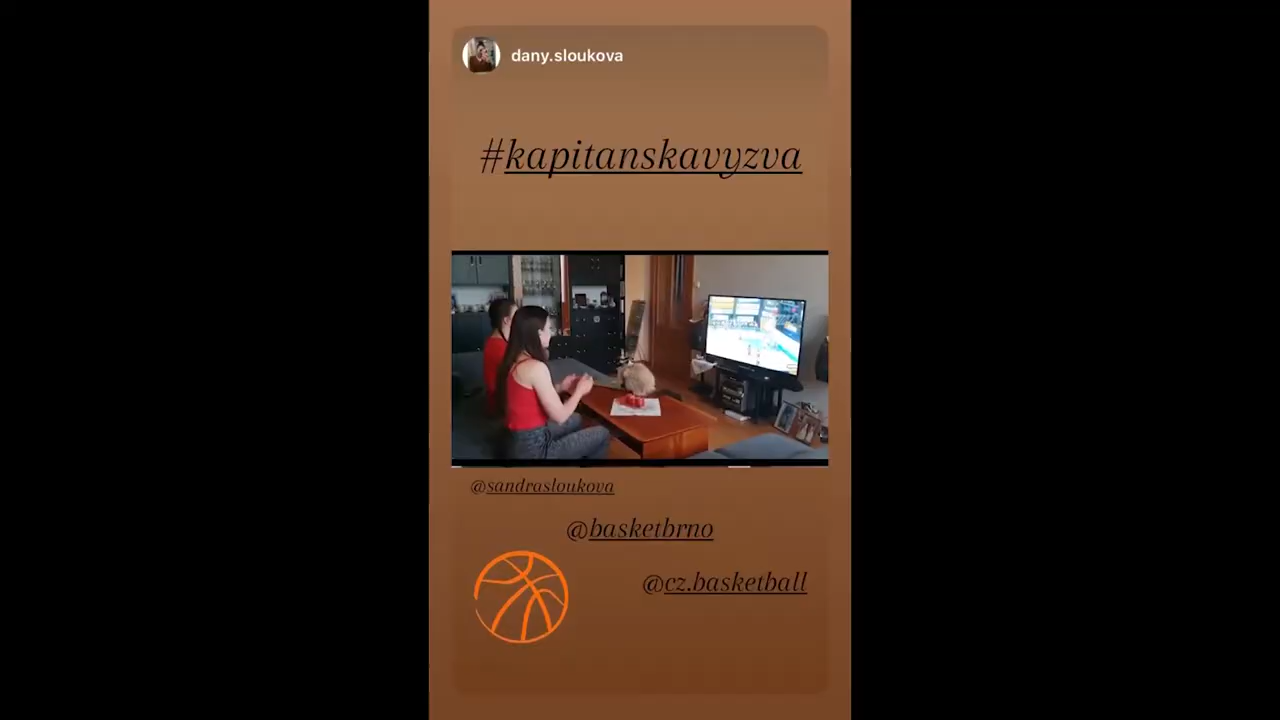 dany.sloukova
#kapitanskavyzva
@sandrasloukova
@basketbrno
@cz.basketball